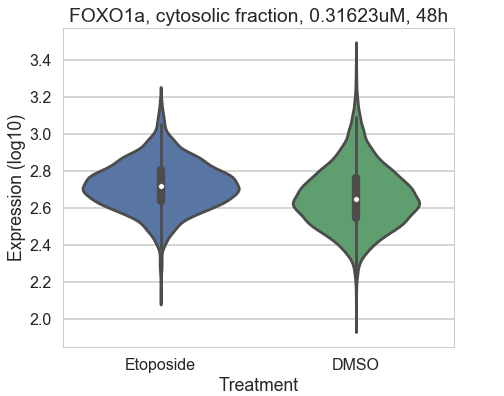 FOXO1a, cytosolic fraction, 0.31623uM, 48h
Expression (log10)
3.4
3.2
3.0
2.8
2.6
2.4
2.2
2.0
Etoposide DMSO
Treatment